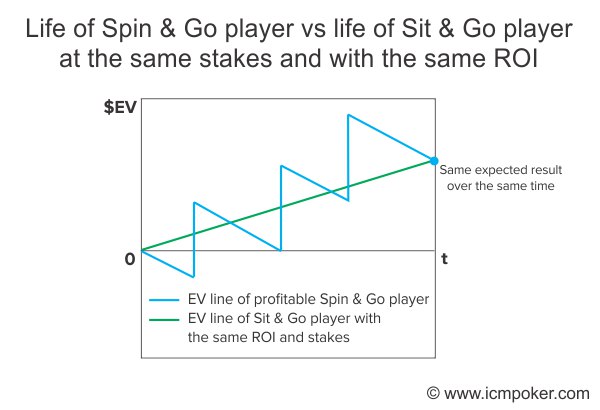 Life of Spin & Go player vs life of Sit & Go player
at the same stakes and with the same ROI
$EV
Same expected result
over the same time
0
t
EV line of profitable Spin & Go player
EV line of Sit & Go player with
the same ROI and stakes
© www.icmpoker.com